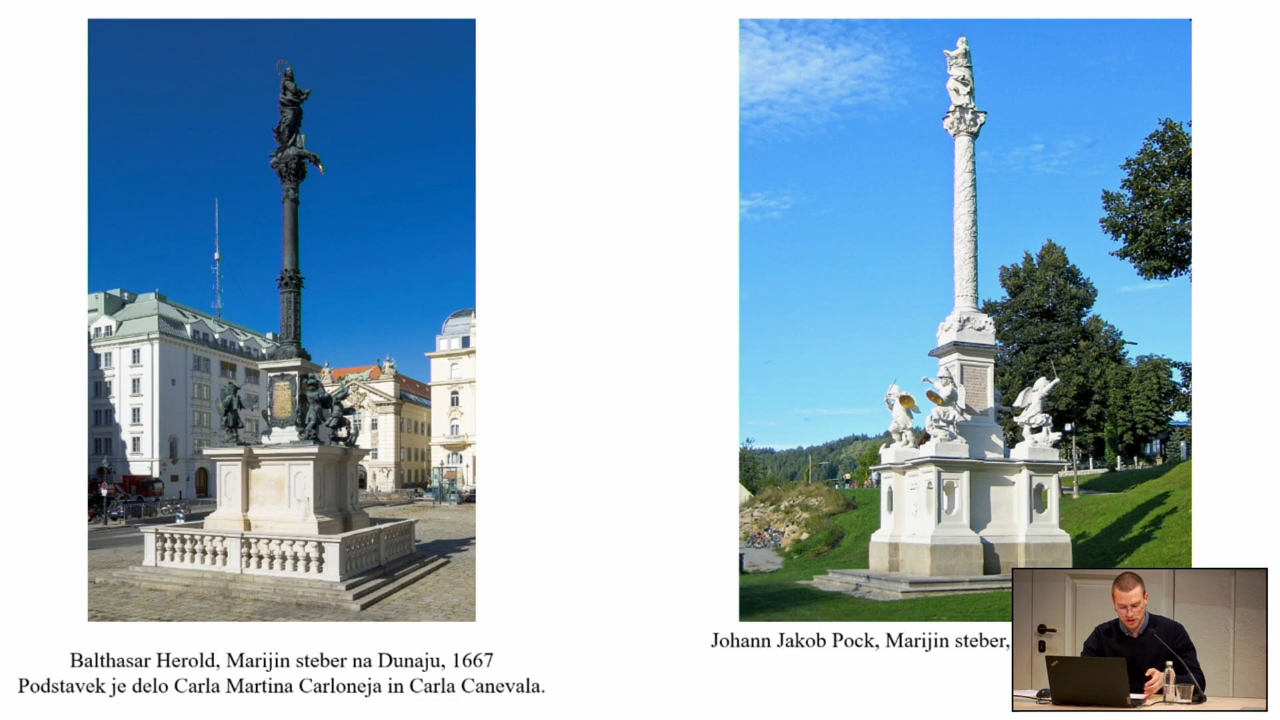 Balthasar Herold, Marijin steber na Dunaju, 1667
Podstavek je delo Carla Martina Carloneja in Carla Canevala.
Johann Jakob Pock, Marijin steber,